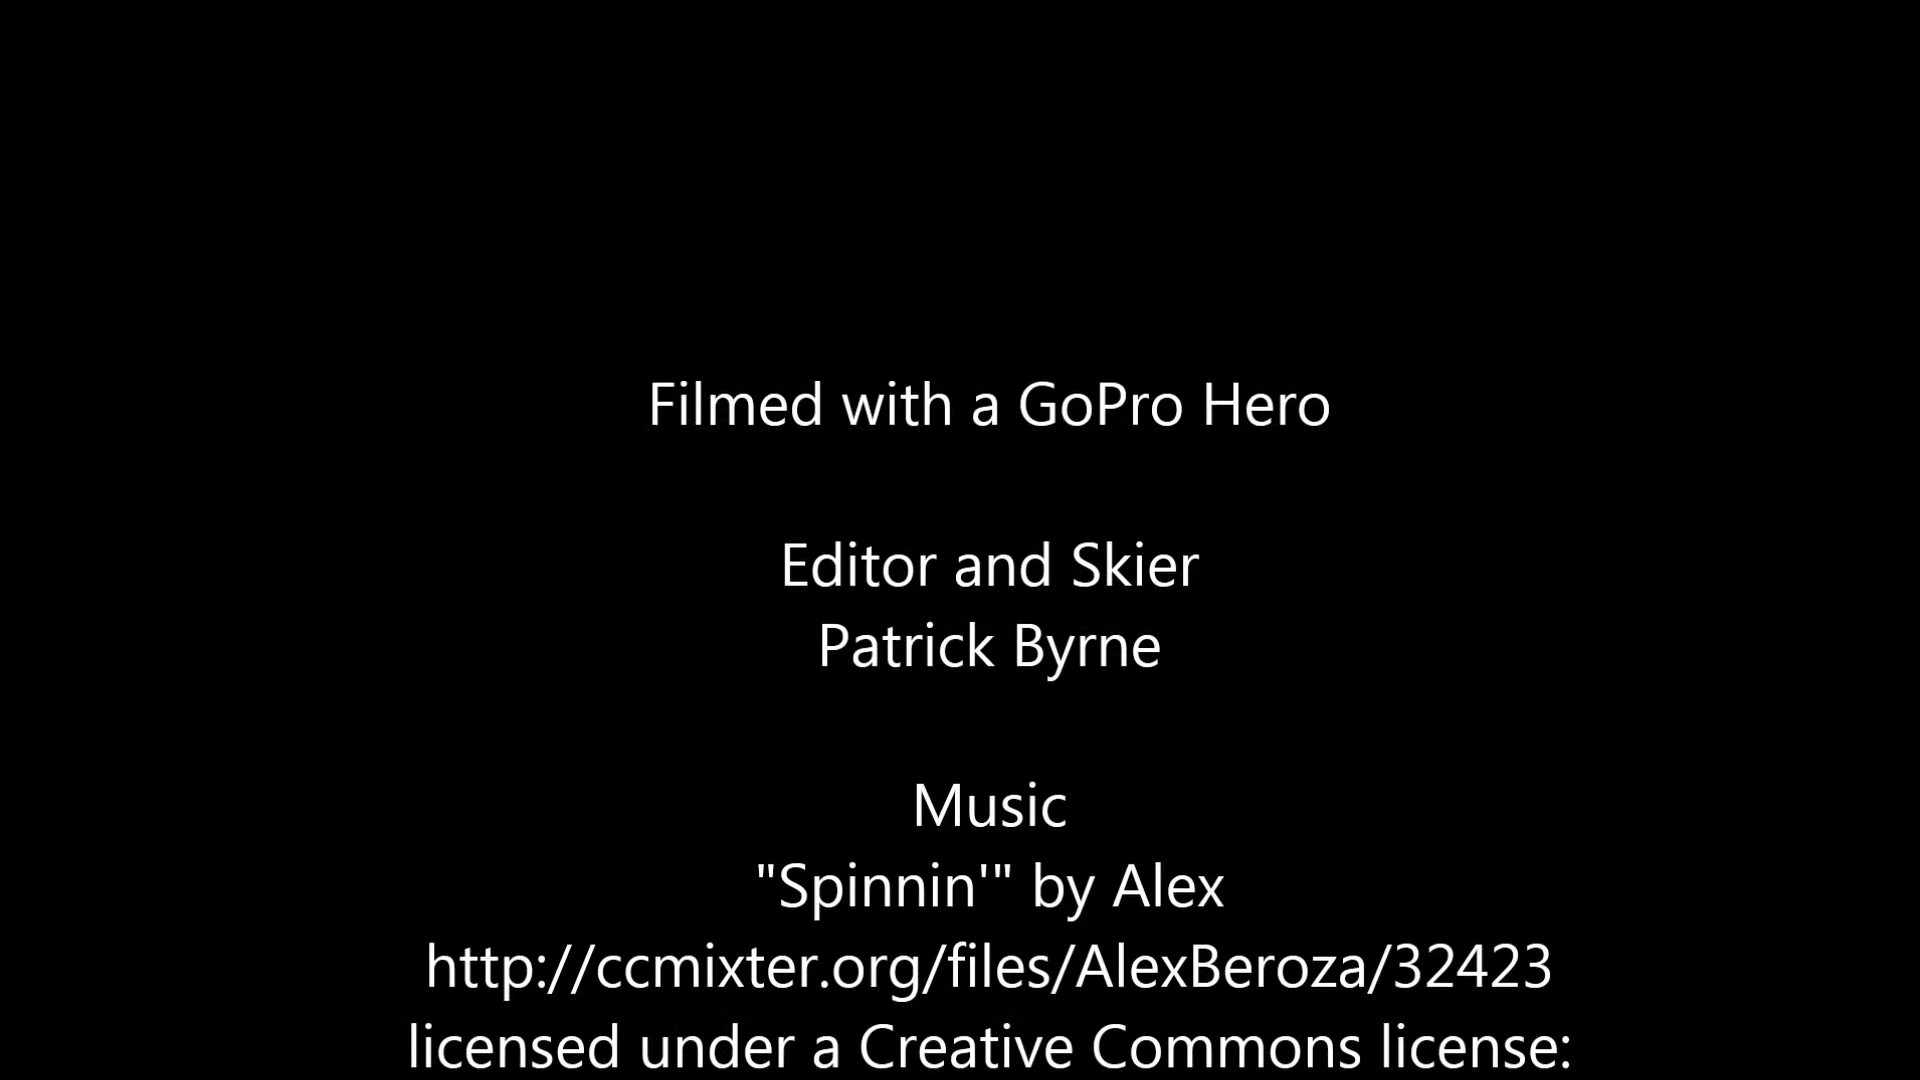 Filmed with a GoPro Hero
Editor and Skier
Patrick Byrne
Music
"Spinnin'" by Alex
http://ccmixter.org/files/AlexBeroza/32423
licensed under a Creative Commons license: